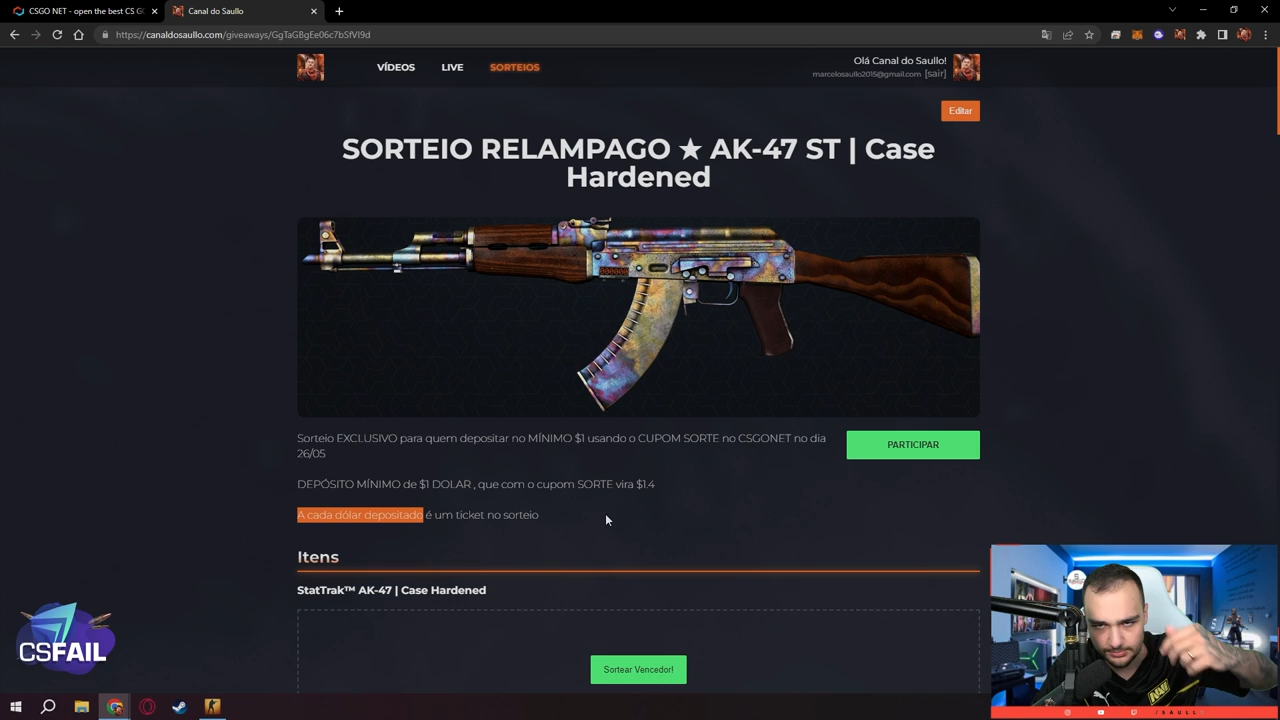 CSGO NET - open the best CS GO
Canal do Saullo
https://canaldosaullo.com/giveaways/GgTaGBgEe06c7bSfVI9d
VÍDEOS
LIVE
SORTEIOS
Olá Canal do Saullo!
marcelosaullo2015@gmail.com [sair]
Editar
SORTEIO RELAMPAGO ★ AK-47 ST | Case
Hardened
Sorteio EXCLUSIVO para quem depositar no MÍNIMO $1 usando o CUPOM SORTE no CSGONET no dia
26/05
PARTICIPAR
DEPÓSITO MÍNIMO de $1 DOLAR , que com o cupom SORTE vira $1.4
A cada dólar depositado é um ticket no sorteio
Itens
StatTrak™ AK-47 | Case Hardened
Sortear Vencedor!
CSFAIL